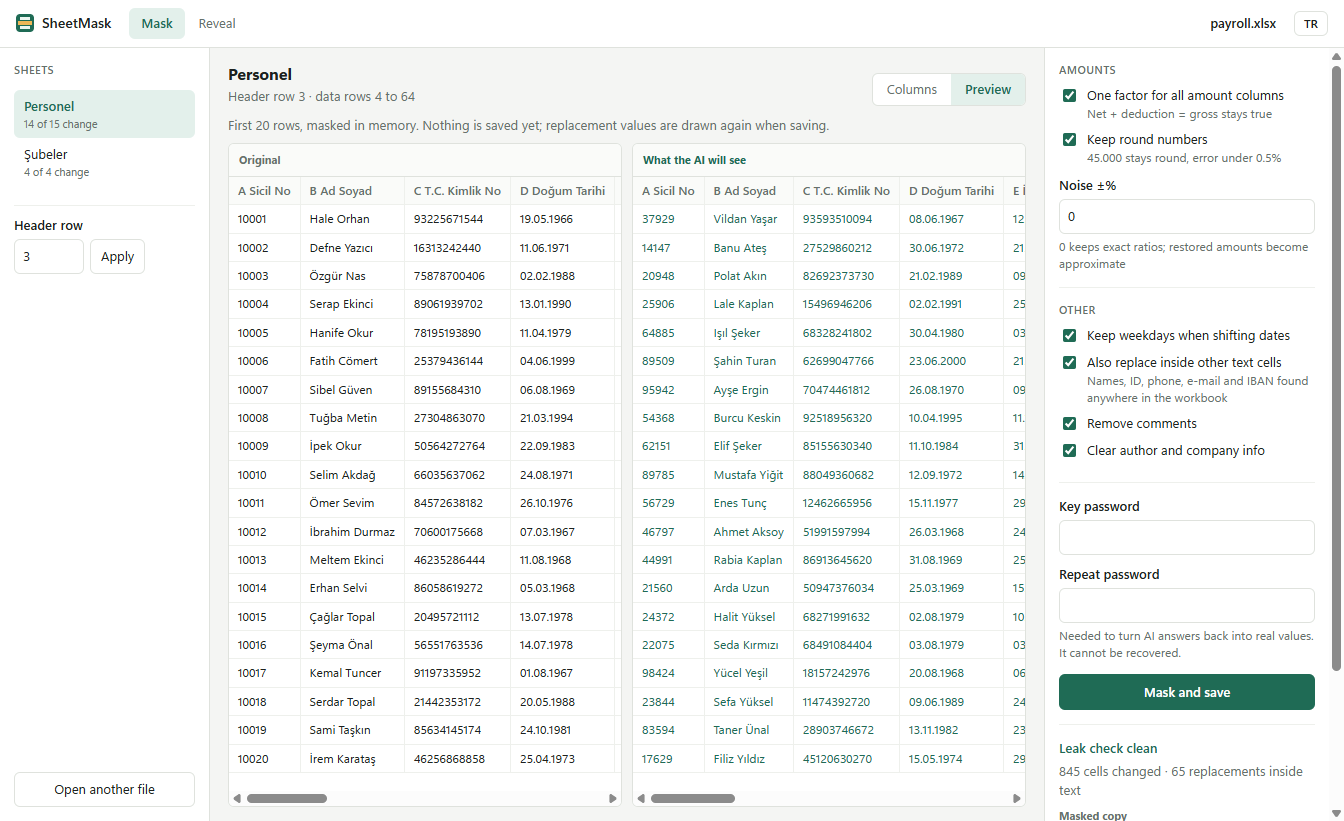 SheetMask Mask Reveal payroll.xlsx TR
SHEETS
Personel
14 of 15 change
Şubeler
4 of 4 change
Header row
3 Apply
Open another file
Personel
Header row 3 · data rows 4 to 64
Columns Preview
First 20 rows, masked in memory. Nothing is saved yet; replacement values are drawn again when saving.
Original
A Sicil No B Ad Soyad C T.C. Kimlik No D Doğum Tarihi
10001 Hale Orhan 93225671544 19.05.1966
10002 Defne Yazıcı 16313242440 11.06.1971
10003 Özgür Nas 75878700406 02.02.1988
10004 Serap Ekinci 89061939702 13.01.1990
10005 Hanife Okur 78195193890 11.04.1979
10006 Fatih Cömert 25379436144 04.06.1999
10007 Sibel Güven 89155684310 06.08.1969
10008 Tuğba Metin 27304863070 21.03.1994
10009 İpek Okur 50564272764 22.09.1983
10010 Selim Akdağ 66035637062 24.08.1971
10011 Ömer Sevim 84572638182 26.10.1976
10012 İbrahim Durmaz 70600175668 07.03.1967
10013 Meltem Ekinci 46235286444 11.08.1968
10014 Erhan Selvi 86058619272 05.03.1968
10015 Çağlar Topal 20495721112 13.07.1978
10016 Şeyma Önal 56551763536 14.07.1978
10017 Kemal Tuncer 91197335952 01.08.1967
10018 Serdar Topal 21442353172 20.05.1988
10019 Sami Taşkın 85634145174 24.10.1981
10020 İrem Karataş 46256868858 25.04.1973
What the AI will see
A Sicil No B Ad Soyad C T.C. Kimlik No D Doğum Tarihi E
37929 Vildan Yaşar 93593510094 08.06.1967 12
14147 Banu Ateş 27529860212 30.06.1972 21
20948 Polat Akın 82692373730 21.02.1989 09
25906 Lale Kaplan 15496946206 02.02.1991 25
64885 Işıl Şeker 68328241802 30.04.1980 03
89509 Şahin Turan 62699047766 23.06.2000 21
95942 Ayşe Ergin 70474461812 26.08.1970 09
54368 Burcu Keskin 92518956320 10.04.1995 11.
62151 Elif Şeker 85155630340 11.10.1984 31
89785 Mustafa Yiğit 88049360682 12.09.1972 14
56729 Enes Tunç 12462665956 15.11.1977 29
46797 Ahmet Aksoy 51991597994 26.03.1968 24
44991 Rabia Kaplan 86913645620 31.08.1969 25
21560 Arda Uzun 50947376034 25.03.1969 15
24372 Halit Yüksel 68271991632 02.08.1979 10
22075 Seda Kırmızı 68491084404 03.08.1979 03
98424 Yücel Yeşil 18157242976 20.08.1968 06
23844 Sefa Yüksel 11474392720 09.06.1989 24
83594 Taner Ünal 28903746672 13.11.1982 23
17629 Filiz Yıldız 45120630270 15.05.1974 29
AMOUNTS
One factor for all amount columns
Net + deduction = gross stays true
Keep round numbers
45.000 stays round, error under 0.5%
Noise ±%
0
0 keeps exact ratios; restored amounts become
approximate
OTHER
Keep weekdays when shifting dates
Also replace inside other text cells
Names, ID, phone, e-mail and IBAN found
anywhere in the workbook
Remove comments
Clear author and company info
Key password
Repeat password
Needed to turn AI answers back into real values.
It cannot be recovered.
Mask and save
Leak check clean
845 cells changed · 65 replacements inside
text
Masked copy